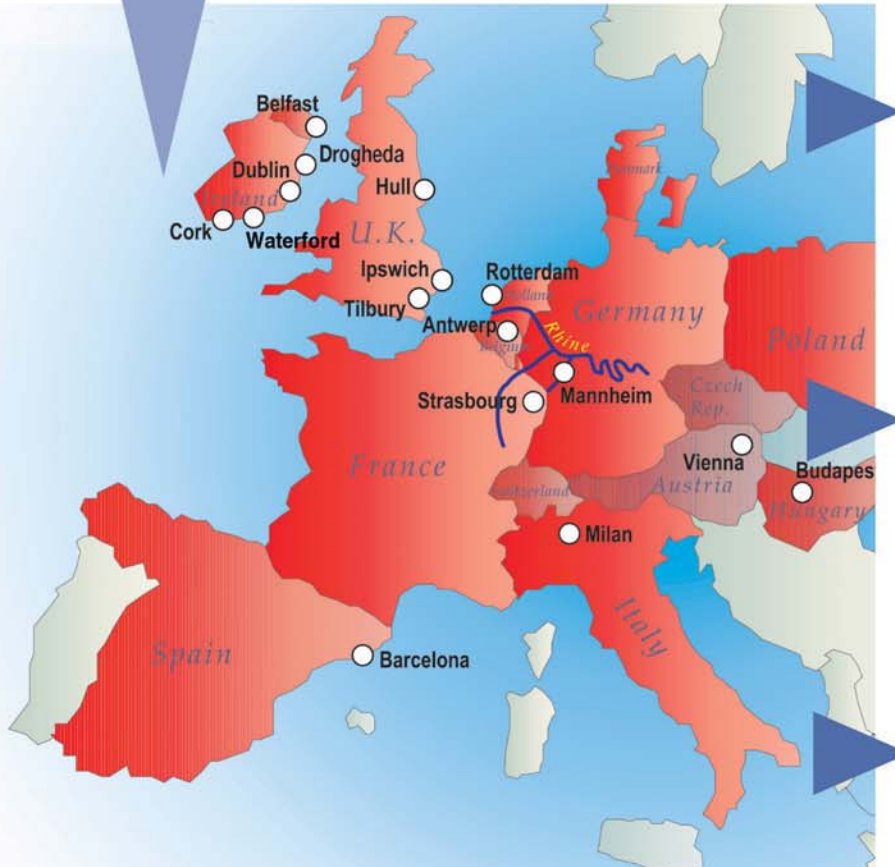 Belfast
Drogheda
Dublin
Ireland
Hull
Cork
Waterford
U.K.
Denmark
Ipswich
Tilbury
Rotterdam
Holland
Antwerp
Belgium
Rhine
Germany
Poland
Strasbourg
Mannheim
Czech
Rep.
France
Vienna
Austria
Switzerland
Budapes
Hungary
Milan
Italy
Spain
Barcelona